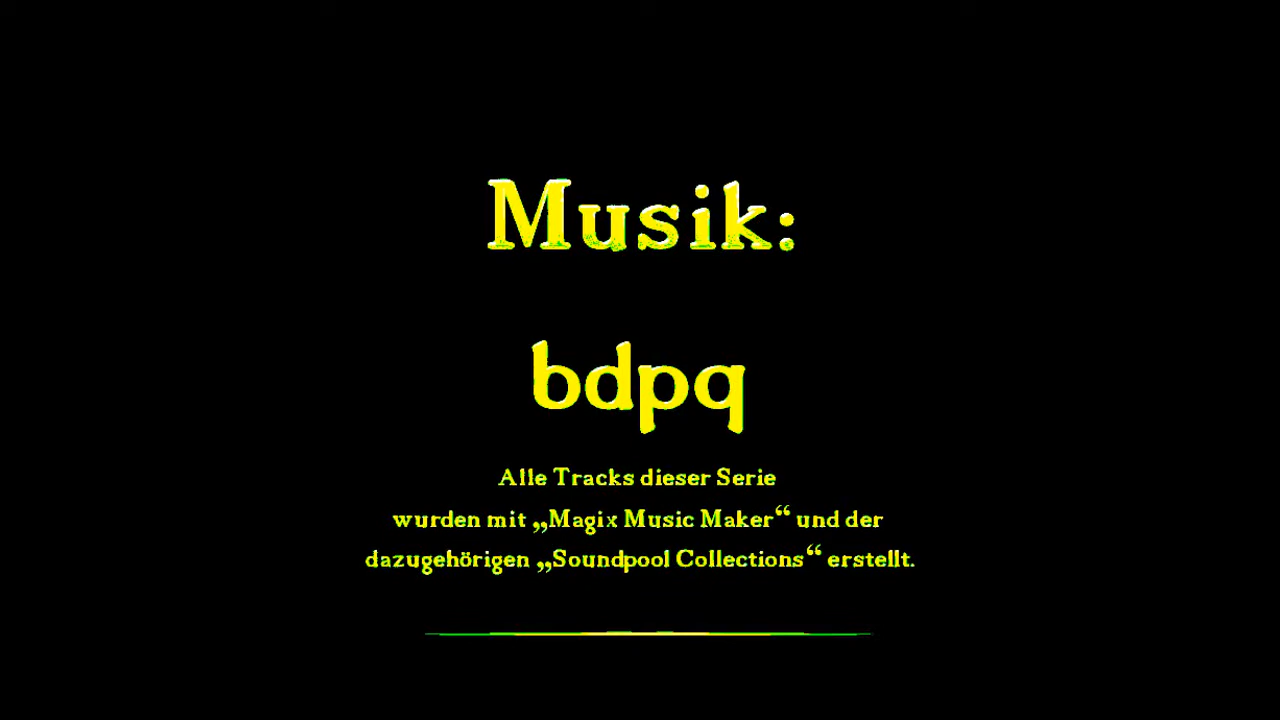 Musik:
bdpq
Alle Tracks dieser Serie
wurden mit „Magix Music Maker“ und der
dazugehörigen „Soundpool Collections“ erstellt.